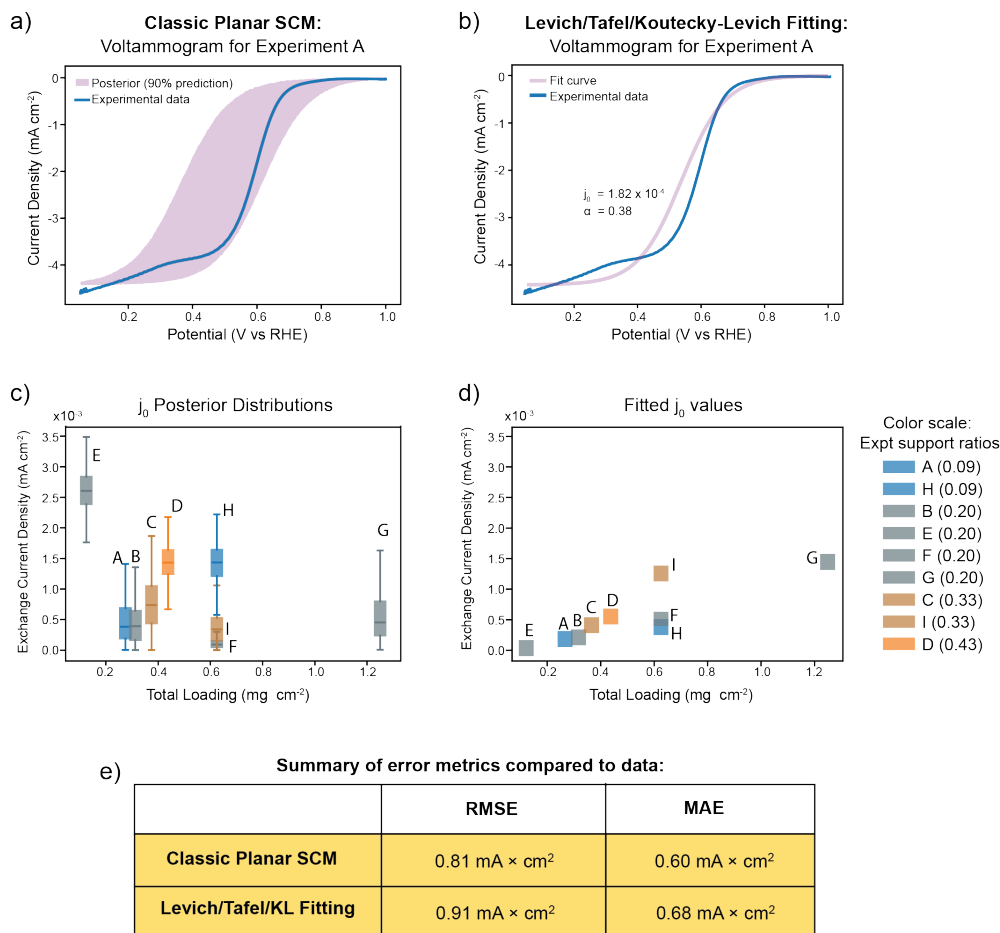 a)
Classic Planar SCM:
Voltammogram for Experiment A
Posterior (90% prediction)
Experimental data
Current Density (mA cm⁻²)
0
-1
-2
-3
-4
0.2 0.4 0.6 0.8 1.0
Potential (V vs RHE)
b)
Levich/Tafel/Koutecky-Levich Fitting:
Voltammogram for Experiment A
Fit curve
Experimental data
j₀ = 1.82 x 10⁻⁴
α = 0.38
Current Density (mA cm⁻²)
0
-1
-2
-3
-4
0.2 0.4 0.6 0.8 1.0
Potential (V vs RHE)
c)
j₀ Posterior Distributions
x10⁻³
Exchange Current Density (mA cm⁻²)
3.5
3.0
2.5
2.0
1.5
1.0
0.5
0.0
E
A
B
C
D
H
I
F
G
0.2 0.4 0.6 0.8 1.0 1.2
Total Loading (mg cm⁻²)
d)
Fitted j₀ values
x10⁻³
Exchange Current Density (mA cm⁻²)
3.5
3.0
2.5
2.0
1.5
1.0
0.5
0.0
E
A
B
C
D
I
F
H
G
0.2 0.4 0.6 0.8 1.0 1.2
Total Loading (mg cm⁻²)
Color scale:
Expt support ratios
A (0.09)
H (0.09)
B (0.20)
E (0.20)
F (0.20)
G (0.20)
C (0.33)
I (0.33)
D (0.43)
e)
Summary of error metrics compared to data:
RMSE MAE
Classic Planar SCM 0.81 mA × cm² 0.60 mA × cm²
Levich/Tafel/KL Fitting 0.91 mA × cm² 0.68 mA × cm²